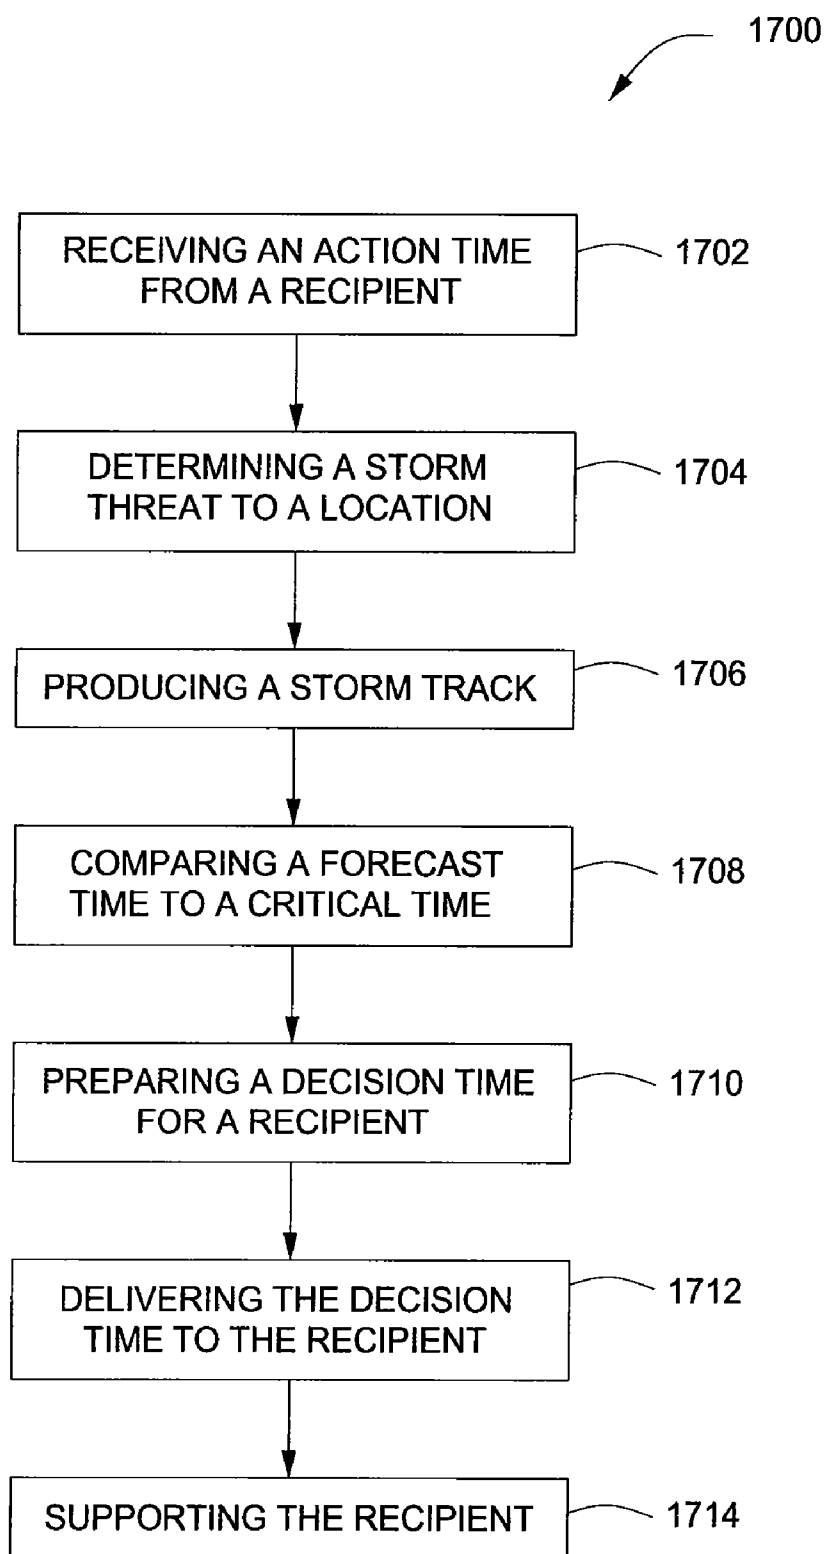 1700
RECEIVING AN ACTION TIME
FROM A RECIPIENT
1702
DETERMINING A STORM
THREAT TO A LOCATION
1704
PRODUCING A STORM TRACK
1706
COMPARING A FORECAST
TIME TO A CRITICAL TIME
1708
PREPARING A DECISION TIME
FOR A RECIPIENT
1710
DELIVERING THE DECISION
TIME TO THE RECIPIENT
1712
SUPPORTING THE RECIPIENT
1714